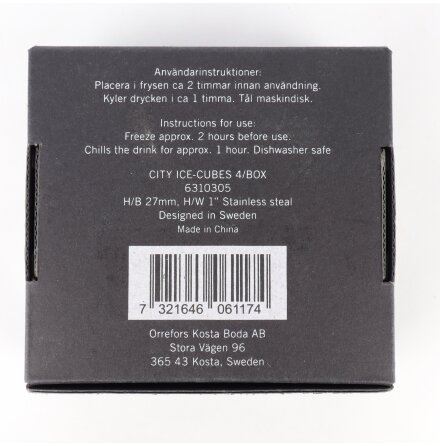 Användarinstruktioner:
Placera i frysen ca 2 timmar innan användning.
Kyler drycken i ca 1 timma. Tål maskindisk.
Instructions for use:
Freeze approx. 2 hours before use.
Chills the drink for approx. 1 hour. Dishwasher safe
CITY ICE-CUBES 4/BOX
6310305
H/B 27mm, H/W 1" Stainless steal
Designed in Sweden
Made in China
7 321646 061174
Orrefors Kosta Boda AB
Stora Vägen 96
365 43 Kosta, Sweden